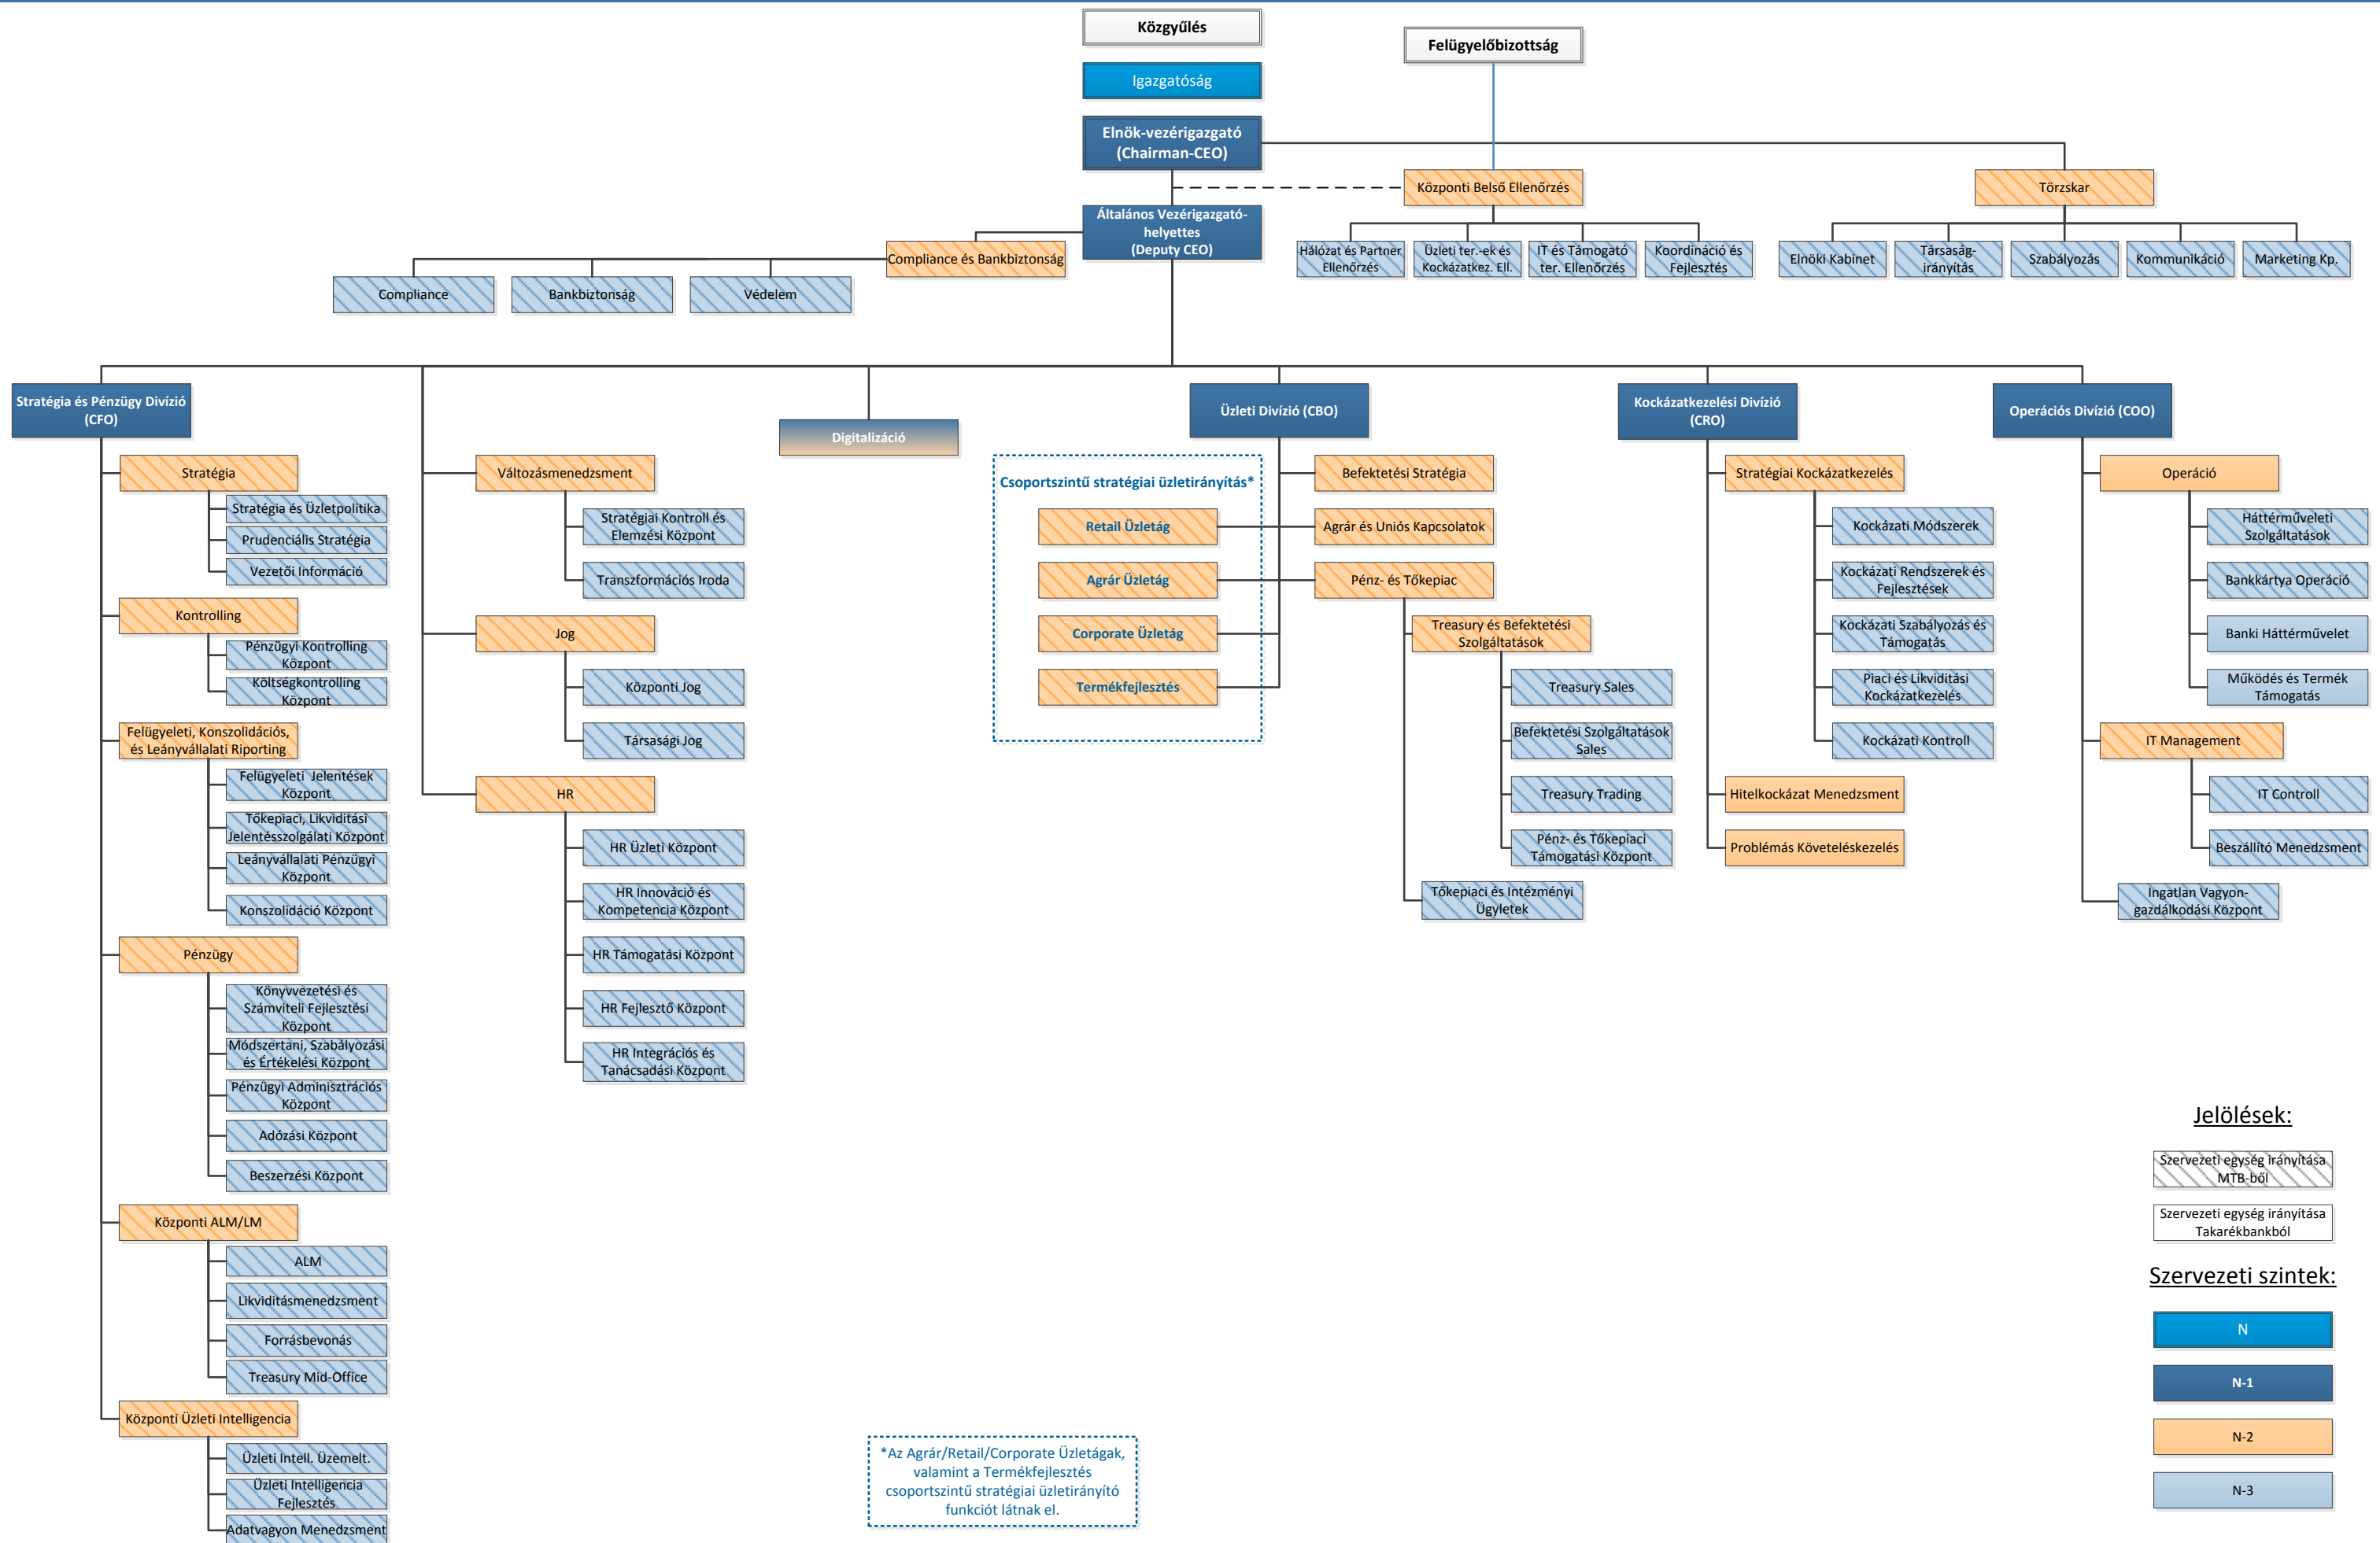 Közgyűlés
Felügyelőbizottság
Igazgatóság
Elnök-vezérigazgató
(Chairman-CEO)
Központi Belső Ellenőrzés
Törzskar
Általános Vezérigazgató-
helyettes
(Deputy CEO)
Compliance és Bankbiztonság
Hálózat és Partner
Ellenőrzés
Üzleti ter.-ek és
Kockázatkez. Ell.
IT és Támogató
ter. Ellenőrzés
Koordináció és
Fejlesztés
Elnöki Kabinet
Társaság-
irányítás
Szabályozás
Kommunikáció
Marketing Kp.
Compliance
Bankbiztonság
Védelem
Stratégia és Pénzügy Divízió
(CFO)
Stratégia
Stratégia és Üzletpolitika
Prudenciális Stratégia
Vezetői Információ
Kontrolling
Pénzügyi Kontrolling
Központ
Költségkontrolling
Központ
Felügyeleti, Konszolidációs,
és Leányvállalati Riporting
Felügyeleti Jelentések
Központ
Tőkepiaci, Likviditási
Jelentésszolgálati Központ
Leányvállalati Pénzügyi
Központ
Konszolidáció Központ
Pénzügy
Könyvvezetési és
Számviteli Fejlesztési
Központ
Módszertani, Szabályozási
és Értékelési Központ
Pénzügyi Adminisztrációs
Központ
Adózási Központ
Beszerzési Központ
Központi ALM/LM
ALM
Likviditásmenedzsment
Forrásbevonás
Treasury Mid-Office
Központi Üzleti Intelligencia
Üzleti Intell. Üzemelt.
Üzleti Intelligencia
Fejlesztés
Adatvagyon Menedzsment
Változásmenedzsment
Stratégiai Kontroll és
Elemzési Központ
Transzformációs Iroda
Jog
Központi Jog
Társasági Jog
HR
HR Üzleti Központ
HR Innováció és
Kompetencia Központ
HR Támogatási Központ
HR Fejlesztő Központ
HR Integrációs és
Tanácsadási Központ
Digitalizáció
Üzleti Divízió (CBO)
Csoportszintű stratégiai üzletirányítás*
Retail Üzletág
Agrár Üzletág
Corporate Üzletág
Termékfejlesztés
Befektetési Stratégia
Agrár és Uniós Kapcsolatok
Pénz- és Tőkepiac
Treasury és Befektetési
Szolgáltatások
Treasury Sales
Befektetési Szolgáltatások
Sales
Treasury Trading
Pénz- és Tőkepiaci
Támogatási Központ
Tőkepiaci és Intézményi
Ügyletek
Kockázatkezelési Divízió
(CRO)
Stratégiai Kockázatkezelés
Kockázati Módszerek
Kockázati Rendszerek és
Fejlesztések
Kockázati Szabályozás és
Támogatás
Piaci és Likviditási
Kockázatkezelés
Kockázati Kontroll
Hitelkockázat Menedzsment
Problémás Követeléskezelés
Operációs Divízió (COO)
Operáció
Háttérműveleti
Szolgáltatások
Bankkártya Operáció
Banki Háttérművelet
Működés és Termék
Támogatás
IT Management
IT Controll
Beszállító Menedzsment
Ingatlan Vagyon-
gazdálkodási Központ
*Az Agrár/Retail/Corporate Üzletágak,
valamint a Termékfejlesztés
csoportszintű stratégiai üzletirányító
funkciót látnak el.
Jelölések:
Szervezeti egység irányítása
MTB-ből
Szervezeti egység irányítása
Takarékbankból
Szervezeti szintek:
N
N-1
N-2
N-3